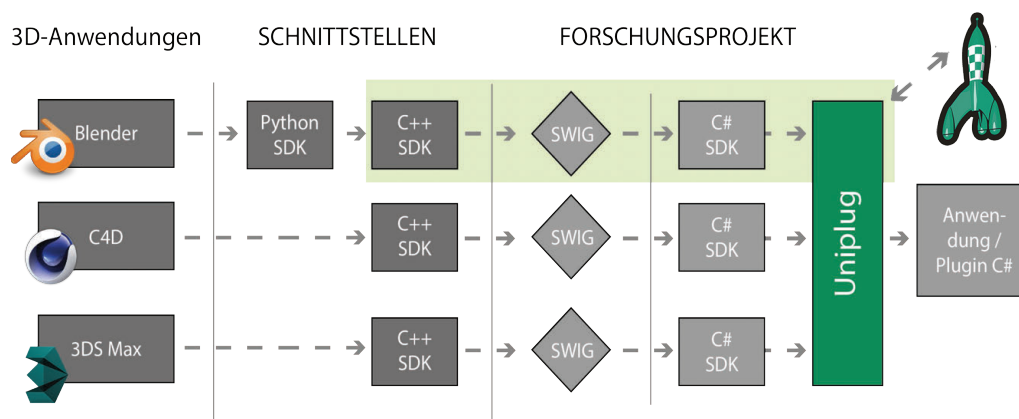 3D-Anwendungen
SCHNITTSTELLEN
FORSCHUNGSPROJEKT
Blender
Python
SDK
C++
SDK
SWIG
C#
SDK
C4D
C++
SDK
SWIG
C#
SDK
3DS Max
C++
SDK
SWIG
C#
SDK
Uniplug
Anwen-
dung /
Plugin C#